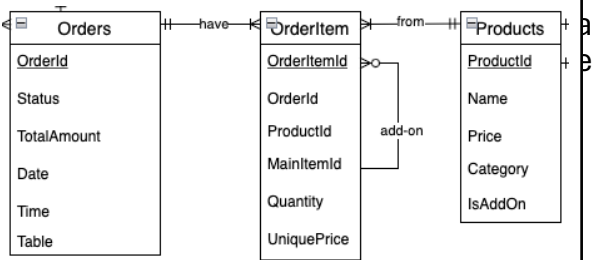 Orders
OrderId
Status
TotalAmount
Date
Time
Table
have
OrderItem
OrderItemId
OrderId
ProductId
MainItemId
Quantity
UniquePrice
add-on
from
Products
ProductId
Name
Price
Category
IsAddOn
a
e